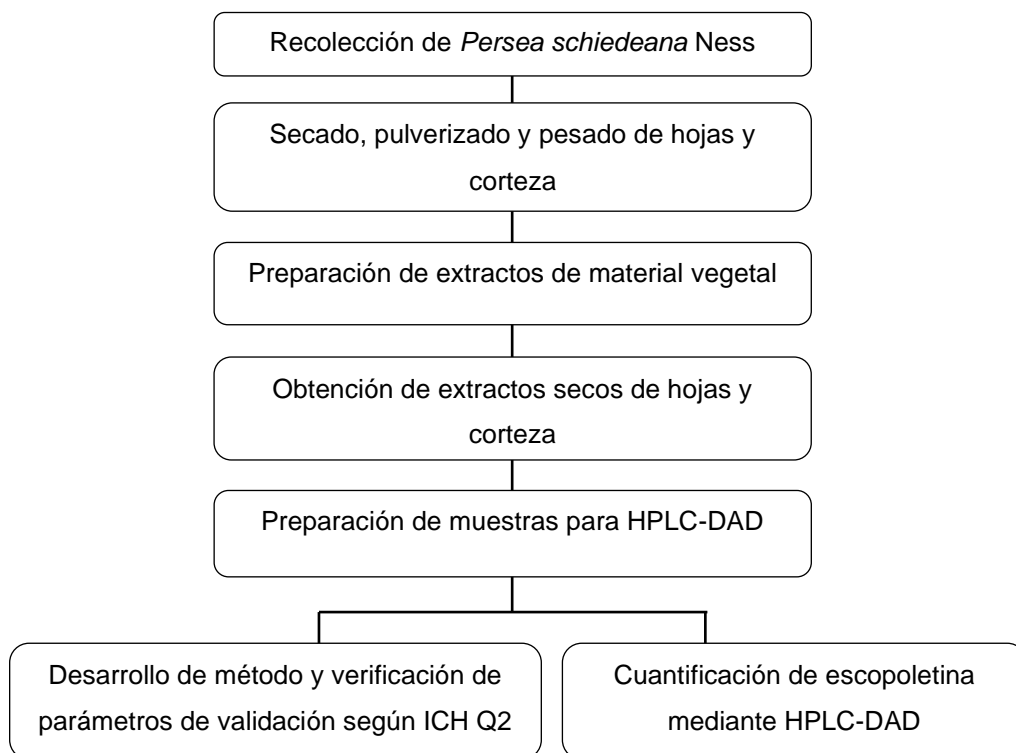 Recolección de Persea schiedeana Ness
Secado, pulverizado y pesado de hojas y
corteza
Preparación de extractos de material vegetal
Obtención de extractos secos de hojas y
corteza
Preparación de muestras para HPLC-DAD
Desarrollo de método y verificación de
parámetros de validación según ICH Q2
Cuantificación de escopoletina
mediante HPLC-DAD